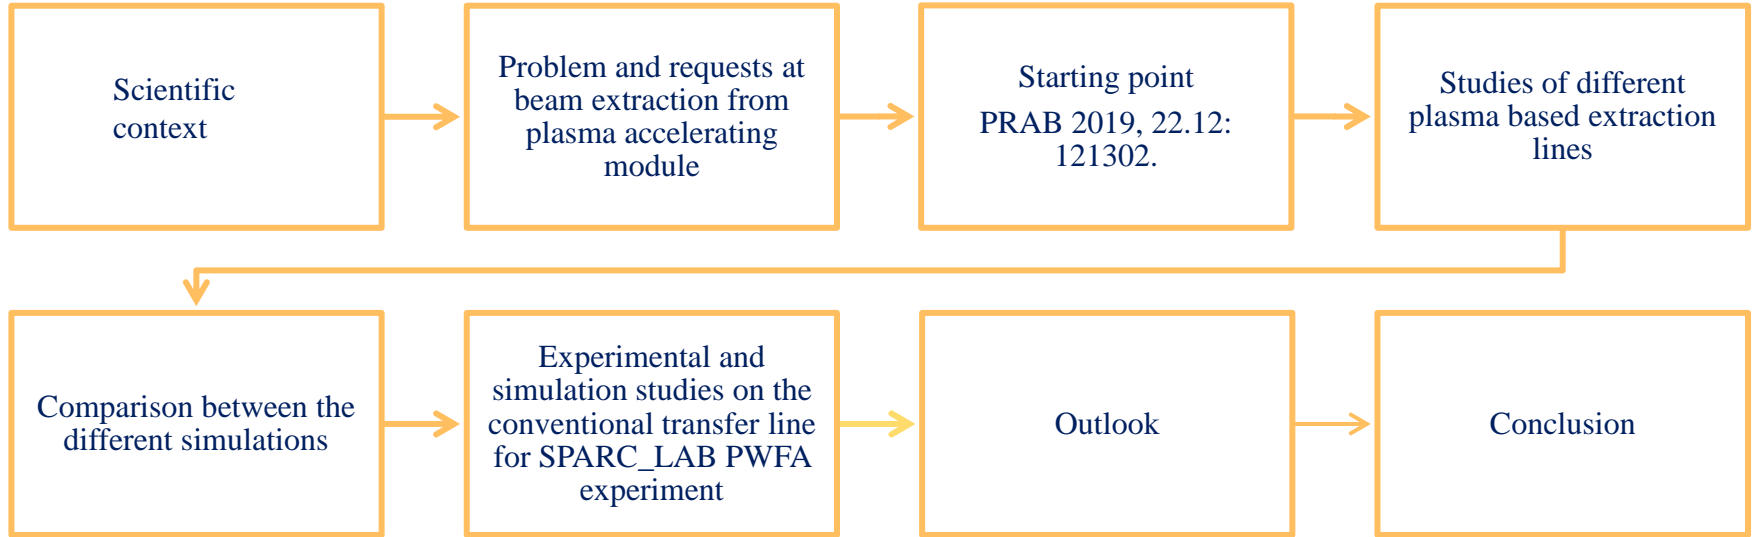 Scientific
context
Problem and requests at
beam extraction from
plasma accelerating
module
Starting point
PRAB 2019, 22.12:
121302.
Studies of different
plasma based extraction
lines
Comparison between the
different simulations
Experimental and
simulation studies on the
conventional transfer line
for SPARC_LAB PWFA
experiment
Outlook
Conclusion